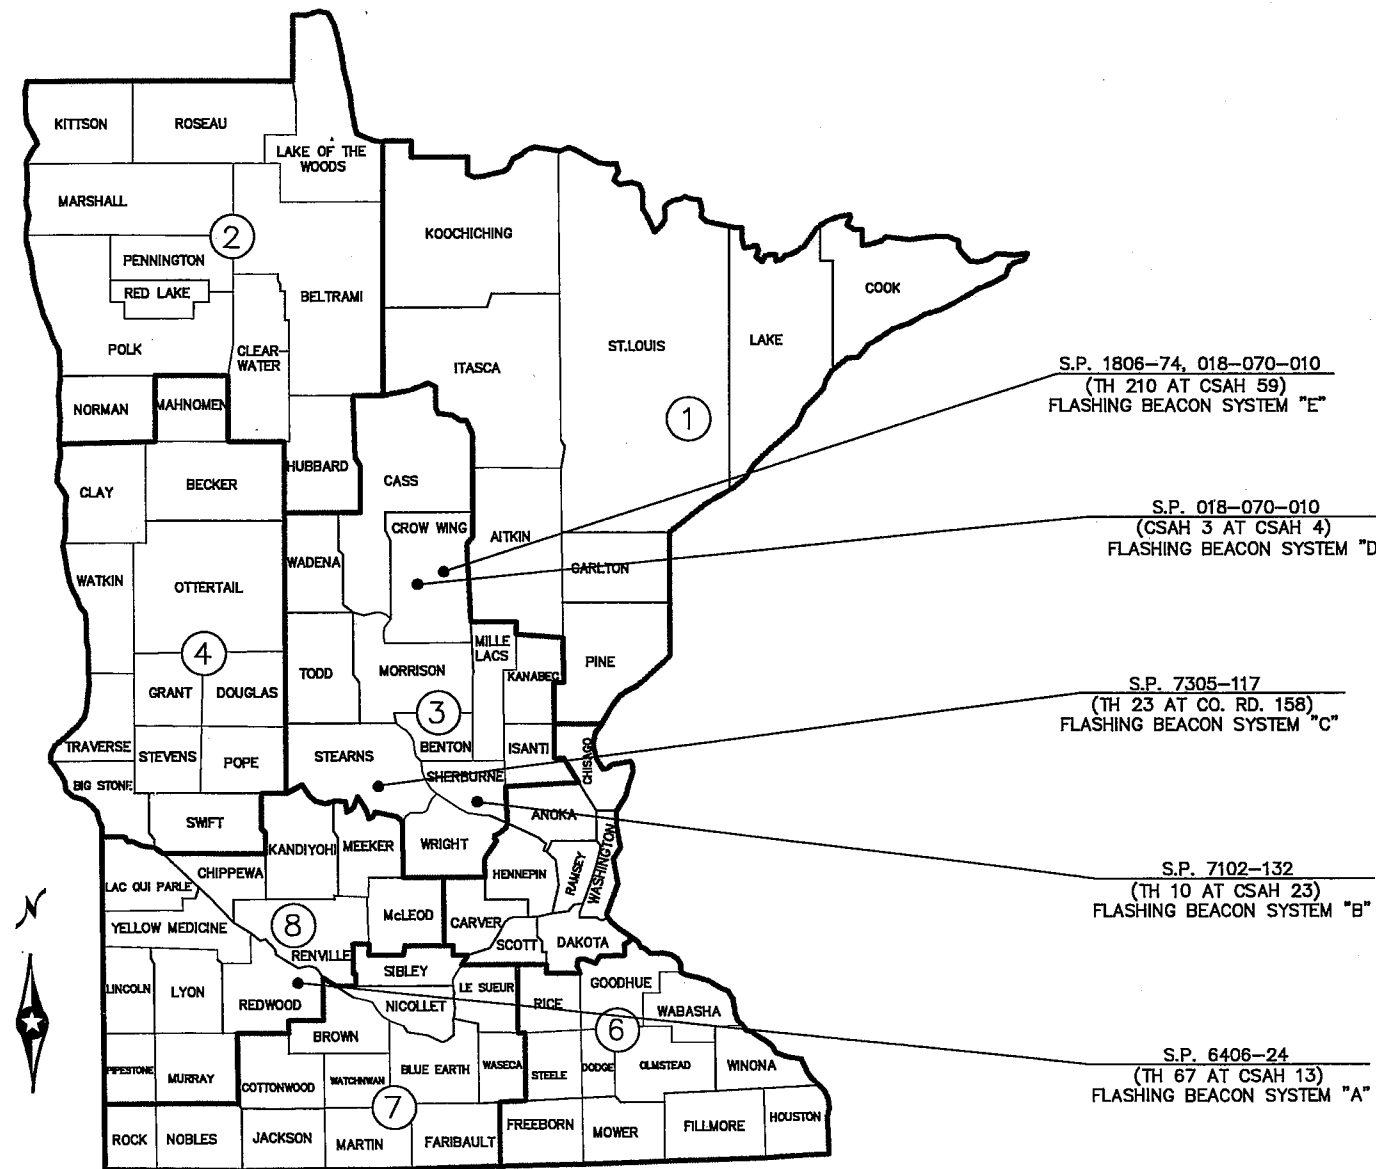 KITTSON
ROSEAU
LAKE OF THE
WOODS
MARSHALL
2
KOOCHICHING
PENNINGTON
RED LAKE
BELTRAMI
COOK
POLK
CLEAR-
WATER
ST.LOUIS
LAKE
ITASCA
S.P. 1806-74, 018-070-010
(TH 210 AT CSAH 59)
FLASHING BEACON SYSTEM "E"
NORMAN
MAHNOMEN
1
HUBBARD
CASS
CLAY
BECKER
S.P. 018-070-010
(CSAH 3 AT CSAH 4)
FLASHING BEACON SYSTEM "D
CROW WING
AITKIN
WADENA
CARLTON
WATKIN
OTTERTAIL
4
MILLE
LACS
TODD
MORRISON
KANABEC
PINE
GRANT
DOUGLAS
S.P. 7305-117
(TH 23 AT CO. RD. 158)
FLASHING BEACON SYSTEM "C"
3
TRAVERSE
STEVENS
POPE
STEARNS
BENTON
ISANTI
CHISAGO
BIG STONE
SHERBURNE
SWIFT
ANOKA
KANDIYOHI
MEEKER
WRIGHT
WASHINGTON
RAMSEY
HENNEPIN
CHIPPEWA
LAC QUI PARLE
S.P. 7102-132
(TH 10 AT CSAH 23)
FLASHING BEACON SYSTEM "B"
N
YELLOW MEDICINE
8
McLEOD
CARVER
SCOTT
DAKOTA
RENVILLE
SIBLEY
LINCOLN
LYON
REDWOOD
NICOLLET
LE SUEUR
RICE
GOODHUE
WABASHA
6
BROWN
S.P. 6406-24
(TH 67 AT CSAH 13)
FLASHING BEACON SYSTEM "A"
PIPESTONE
MURRAY
COTTONWOOD
WATCHNWAN
BLUE EARTH
WASECA
STEELE
DODGE
OLMSTEAD
WINONA
7
ROCK
NOBLES
JACKSON
MARTIN
FARIBAULT
FREEBORN
MOWER
FILLMORE
HOUSTON